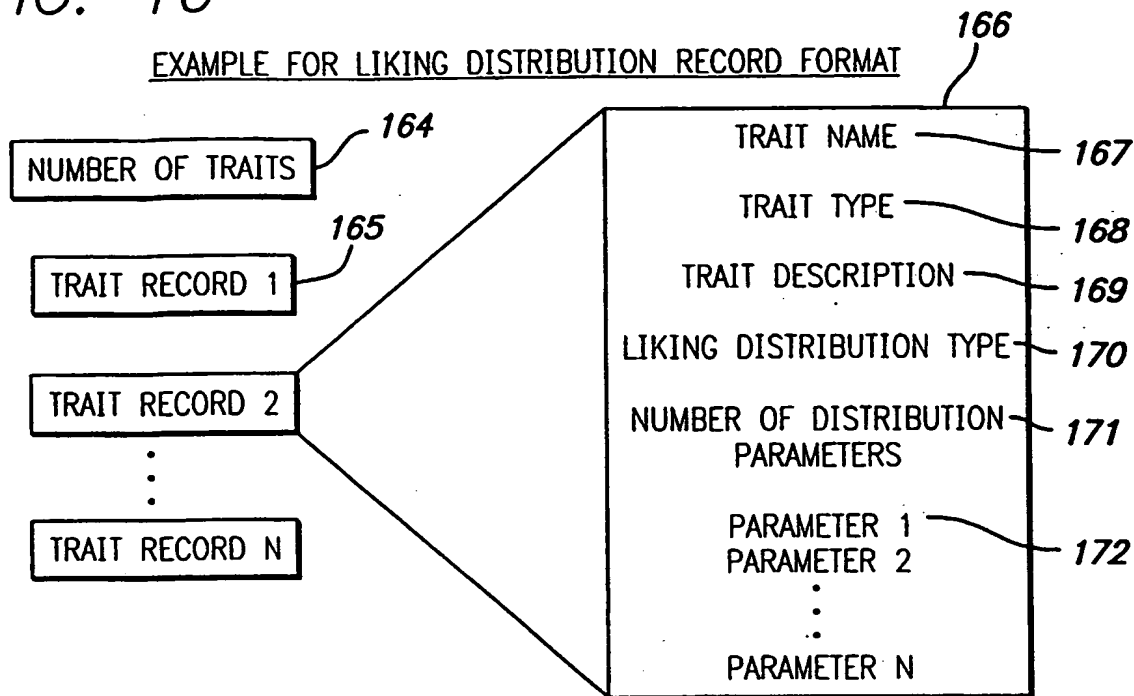 166
EXAMPLE FOR LIKING DISTRIBUTION RECORD FORMAT
NUMBER OF TRAITS
164
TRAIT RECORD 1
165
TRAIT RECORD 2
TRAIT RECORD N
TRAIT NAME
167
TRAIT TYPE
168
TRAIT DESCRIPTION
169
LIKING DISTRIBUTION TYPE
170
NUMBER OF DISTRIBUTION
PARAMETERS
171
PARAMETER 1
172
PARAMETER 2
PARAMETER N